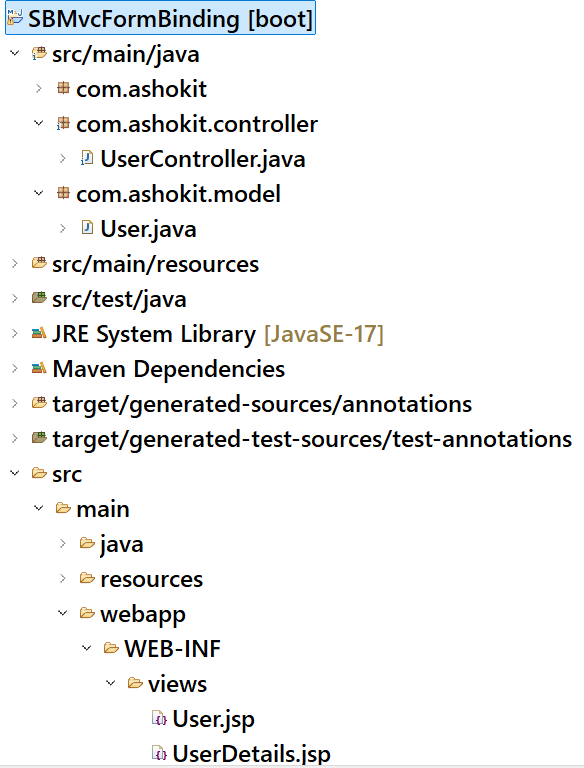 SBMvcFormBinding [boot]
src/main/java
com.ashokit
com.ashokit.controller
UserController.java
com.ashokit.model
User.java
src/main/resources
src/test/java
JRE System Library [JavaSE-17]
Maven Dependencies
target/generated-sources/annotations
target/generated-test-sources/test-annotations
src
main
java
resources
webapp
WEB-INF
views
User.jsp
UserDetails.jsp